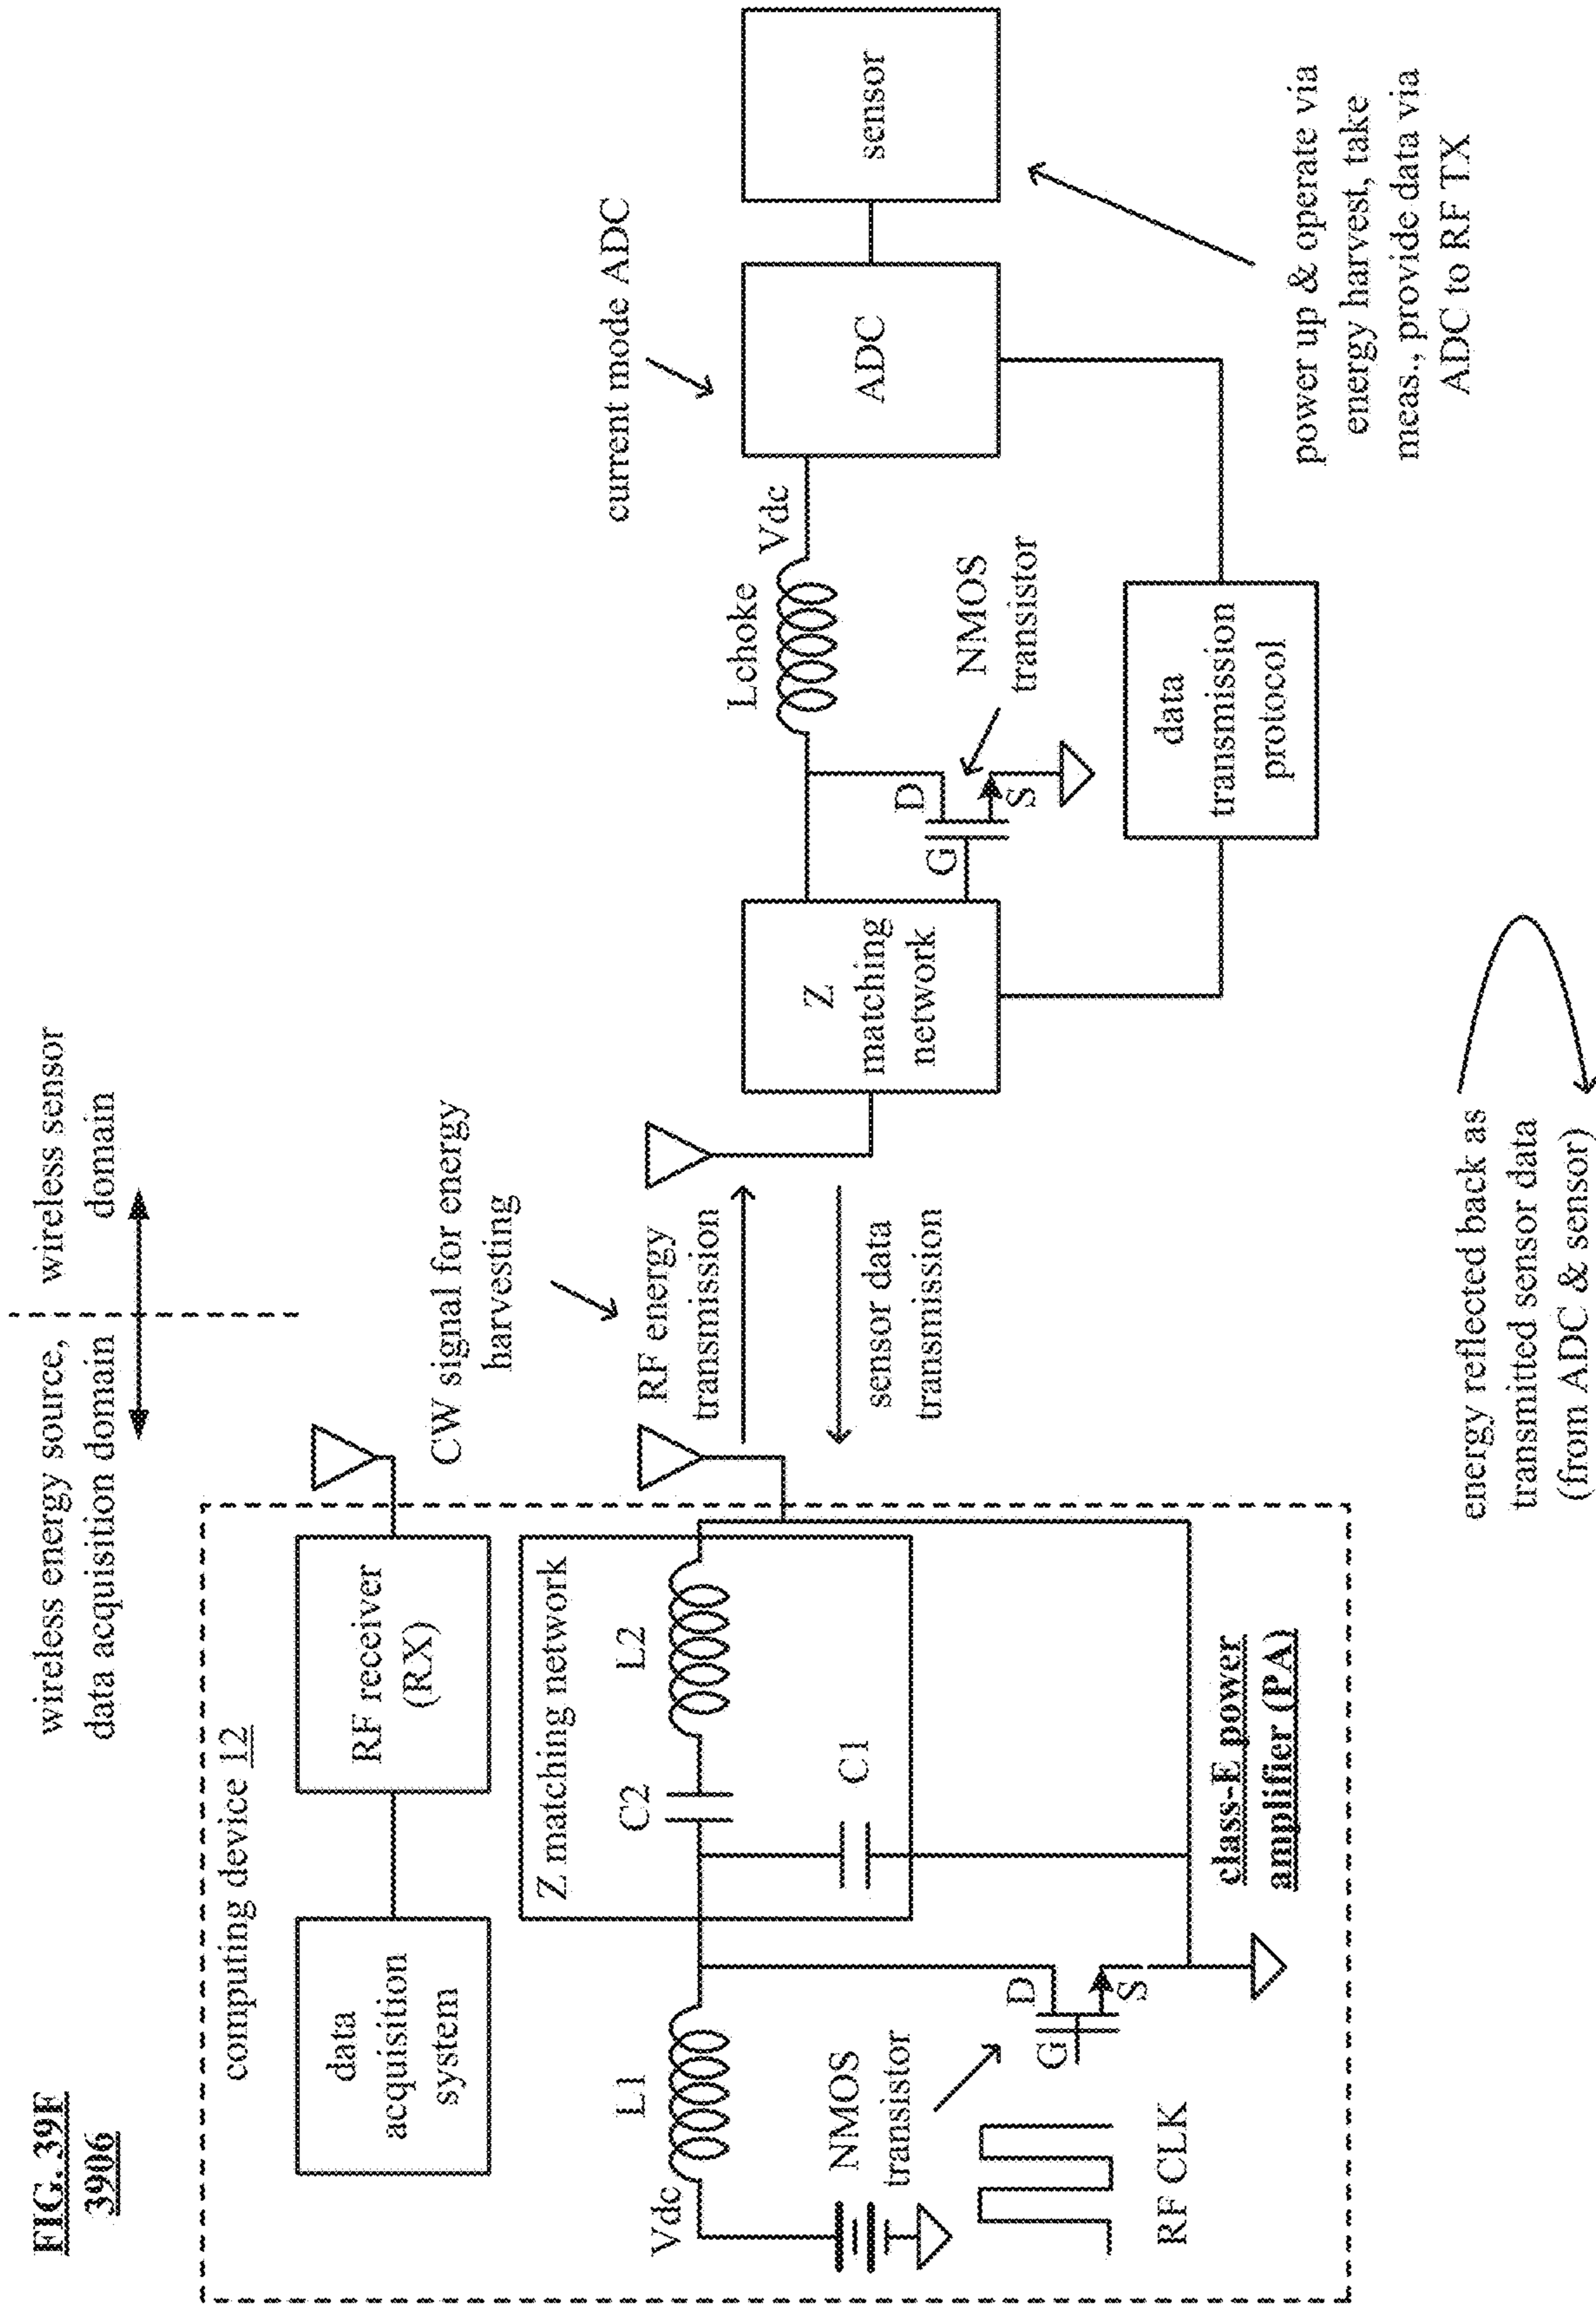 FIG. 39F
3906
wireless energy source,
data acquisition domain
wireless sensor
domain
computing device 12
data
acquisition
system
RF receiver
(RX)
CW signal for energy
harvesting
Z matching network
Vdc
L1
C2
L2
C1
NMOS
transistor
RF CLK
G
D
S
class-E power
amplifier (PA)
RF energy
transmission
sensor data
transmission
Z
matching
network
G
D
S
NMOS
transistor
Lchoke
Vdc
current mode ADC
ADC
sensor
data
transmission
protocol
power up & operate via
energy harvest, take
meas., provide data via
ADC to RF TX
energy reflected back as
transmitted sensor data
(from ADC & sensor)